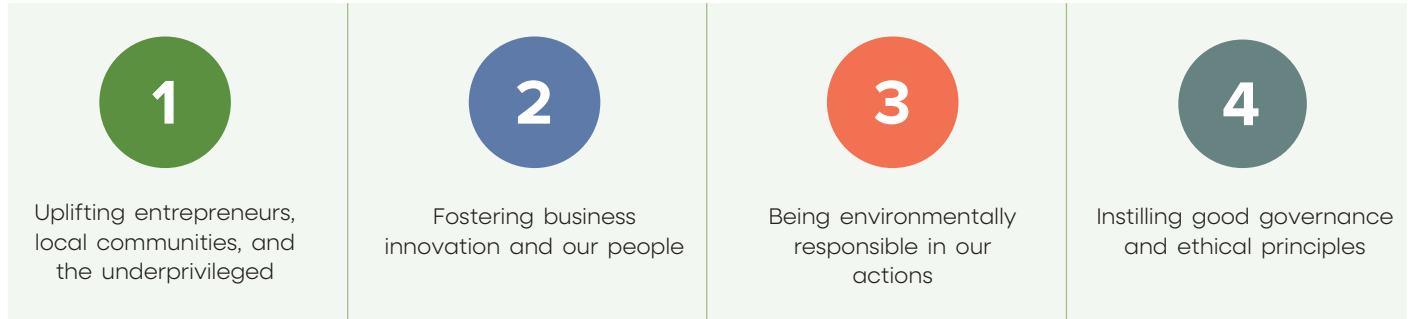 1
Uplifting entrepreneurs,
local communities, and
the underprivileged
2
Fostering business
innovation and our people
3
Being environmentally
responsible in our
actions
4
Instilling good governance
and ethical principles